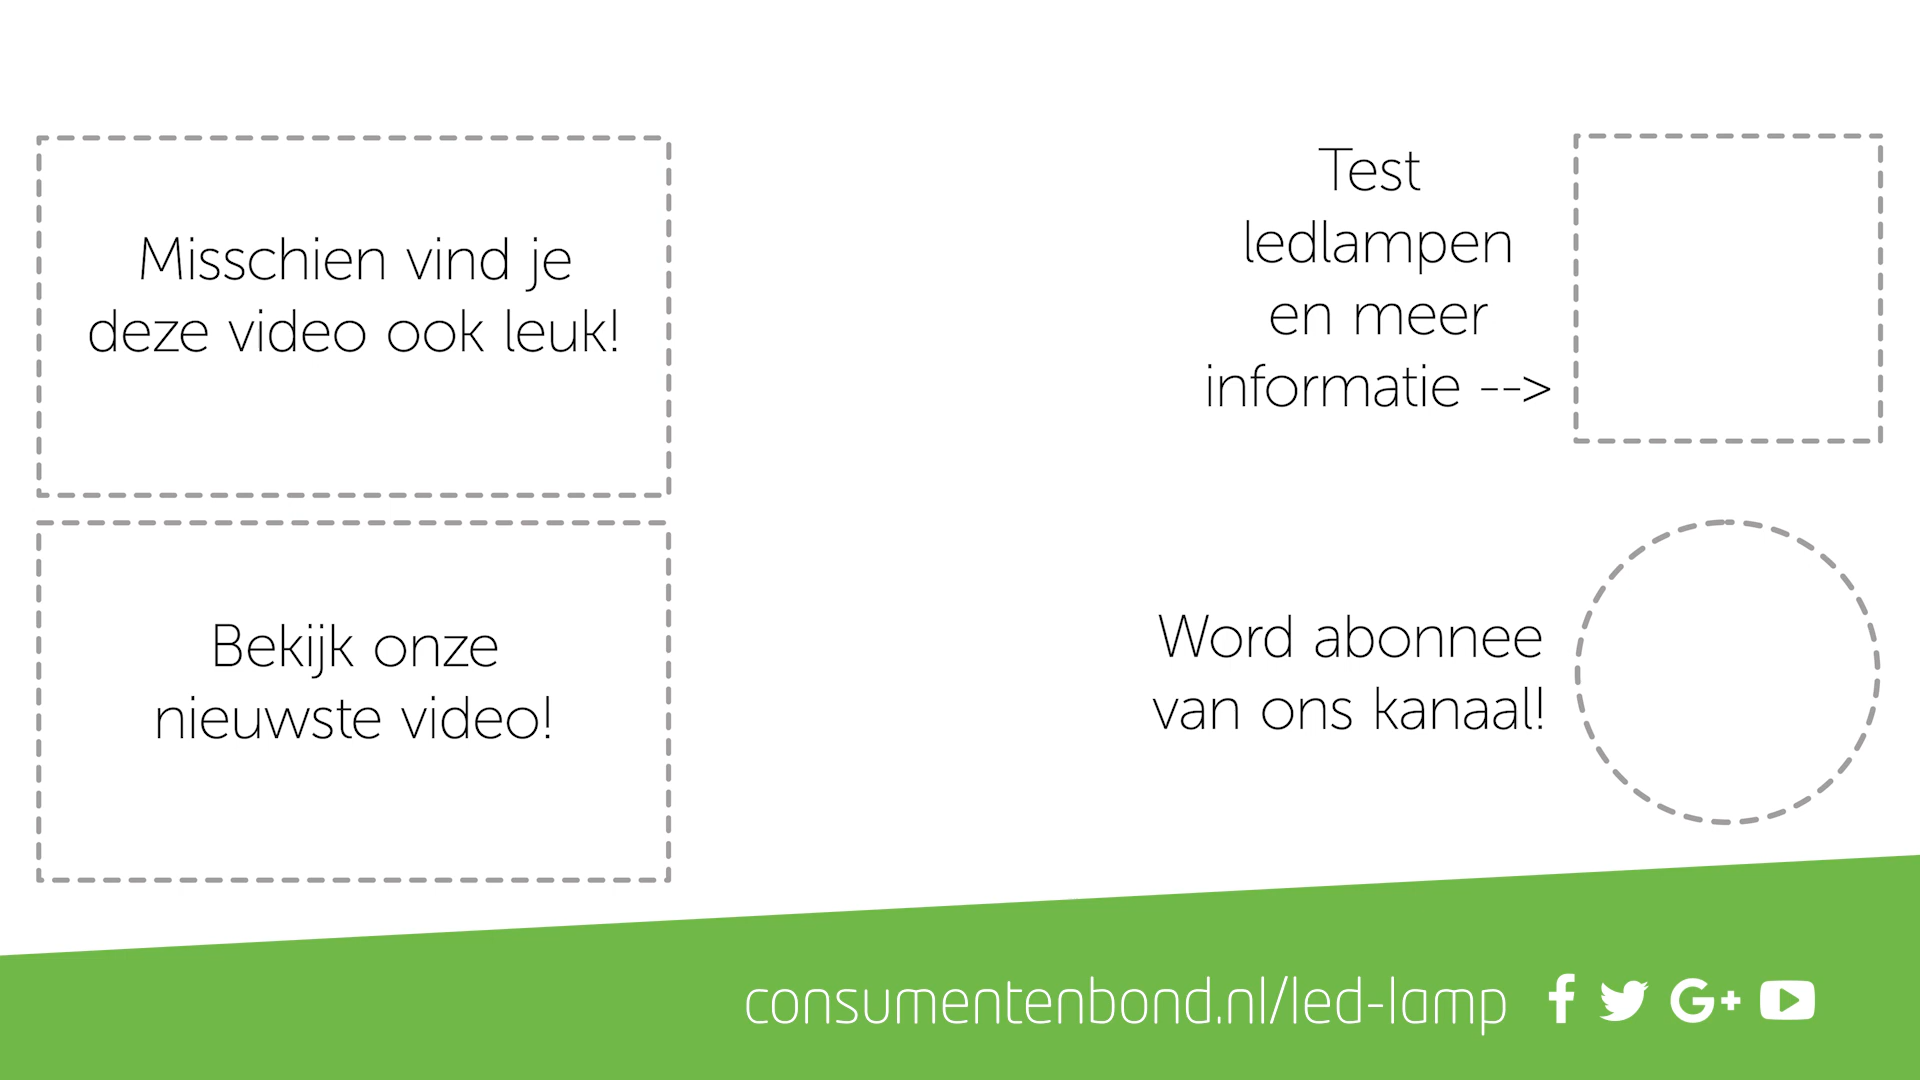 Misschien vind je
deze video ook leuk!
Bekijk onze
nieuwste video!
Test
ledlampen
en meer
informatie -->
Word abonnee
van ons kanaal!
consumentenbond.nl/led-lamp